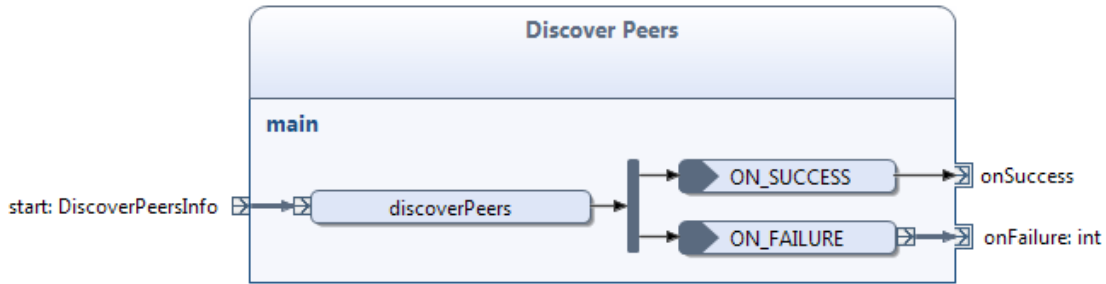 Discover Peers
main
start: DiscoverPeersInfo
discoverPeers
ON_SUCCESS
onSuccess
ON_FAILURE
onFailure: int